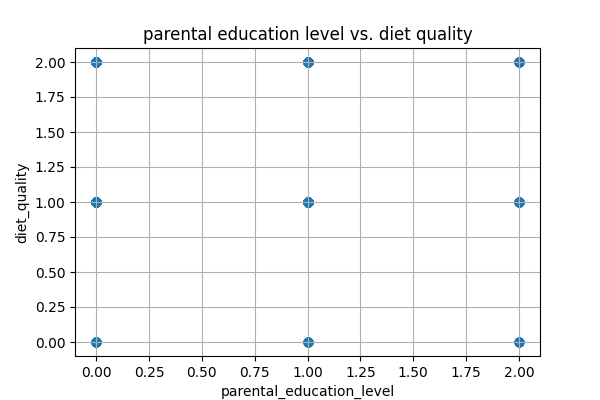 parental education level vs. diet quality
2.00
1.75
1.50
1.25
1.00
0.75
0.50
0.25
0.00
diet_quality
0.00 0.25 0.50 0.75 1.00 1.25 1.50 1.75 2.00
parental_education_level